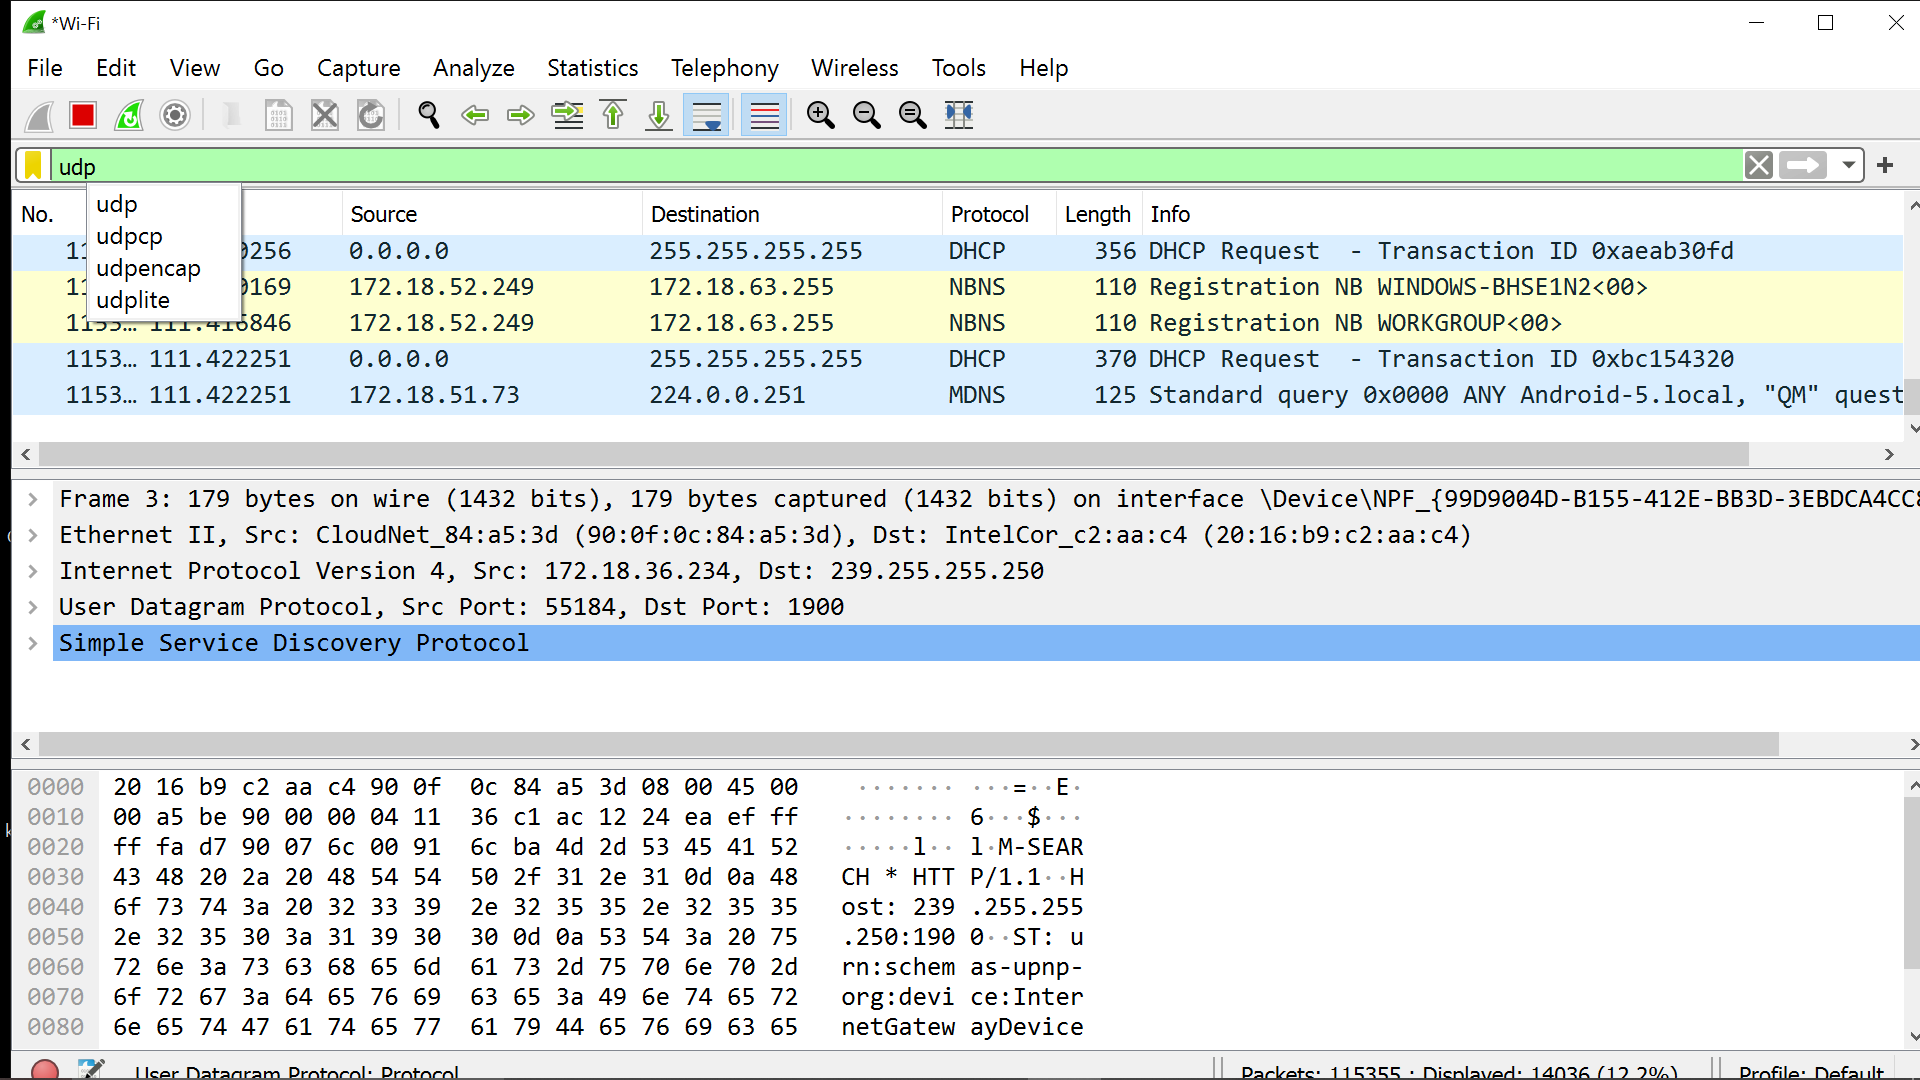 *Wi-Fi
File Edit View Go Capture Analyze Statistics Telephony Wireless Tools Help
udp
udp
udpcp
udpencap
udplite
No. Source Destination Protocol Length Info
0256 0.0.0.0 255.255.255.255 DHCP 356 DHCP Request - Transaction ID 0xaeab30fd
0169 172.18.52.249 172.18.63.255 NBNS 110 Registration NB WINDOWS-BHSE1N2<00>
1153… 111.416846 172.18.52.249 172.18.63.255 NBNS 110 Registration NB WORKGROUP<00>
1153… 111.422251 0.0.0.0 255.255.255.255 DHCP 370 DHCP Request - Transaction ID 0xbc154320
1153… 111.422251 172.18.51.73 224.0.0.251 MDNS 125 Standard query 0x0000 ANY Android-5.local, "QM" quest
Frame 3: 179 bytes on wire (1432 bits), 179 bytes captured (1432 bits) on interface \Device\NPF_{99D9004D-B155-412E-BB3D-3EBDCA4CC8
Ethernet II, Src: CloudNet_84:a5:3d (90:0f:0c:84:a5:3d), Dst: IntelCor_c2:aa:c4 (20:16:b9:c2:aa:c4)
Internet Protocol Version 4, Src: 172.18.36.234, Dst: 239.255.255.250
User Datagram Protocol, Src Port: 55184, Dst Port: 1900
Simple Service Discovery Protocol
0000 20 16 b9 c2 aa c4 90 0f 0c 84 a5 3d 08 00 45 00 ········ ···=··E·
0010 00 a5 be 90 00 00 04 11 36 c1 ac 12 24 ea ef ff ········ 6···$···
0020 ff fa d7 90 07 6c 00 91 6c ba 4d 2d 53 45 41 52 ·····l·· l·M-SEAR
0030 43 48 20 2a 20 48 54 54 50 2f 31 2e 31 0d 0a 48 CH * HTT P/1.1··H
0040 6f 73 74 3a 20 32 33 39 2e 32 35 35 2e 32 35 35 ost: 239 .255.255
0050 2e 32 35 30 3a 31 39 30 30 0d 0a 53 54 3a 20 75 .250:190 0··ST: u
0060 72 6e 3a 73 63 68 65 6d 61 73 2d 75 70 6e 70 2d rn:schem as-upnp-
0070 6f 72 67 3a 64 65 76 69 63 65 3a 49 6e 74 65 72 org:devi ce:Inter
0080 6e 65 74 47 61 74 65 77 61 79 44 65 76 69 63 65 netGatew ayDevice
User Datagram Protocol: Protocol Packets: 115355 · Displayed: 14036 (12.2%) Profile: Default